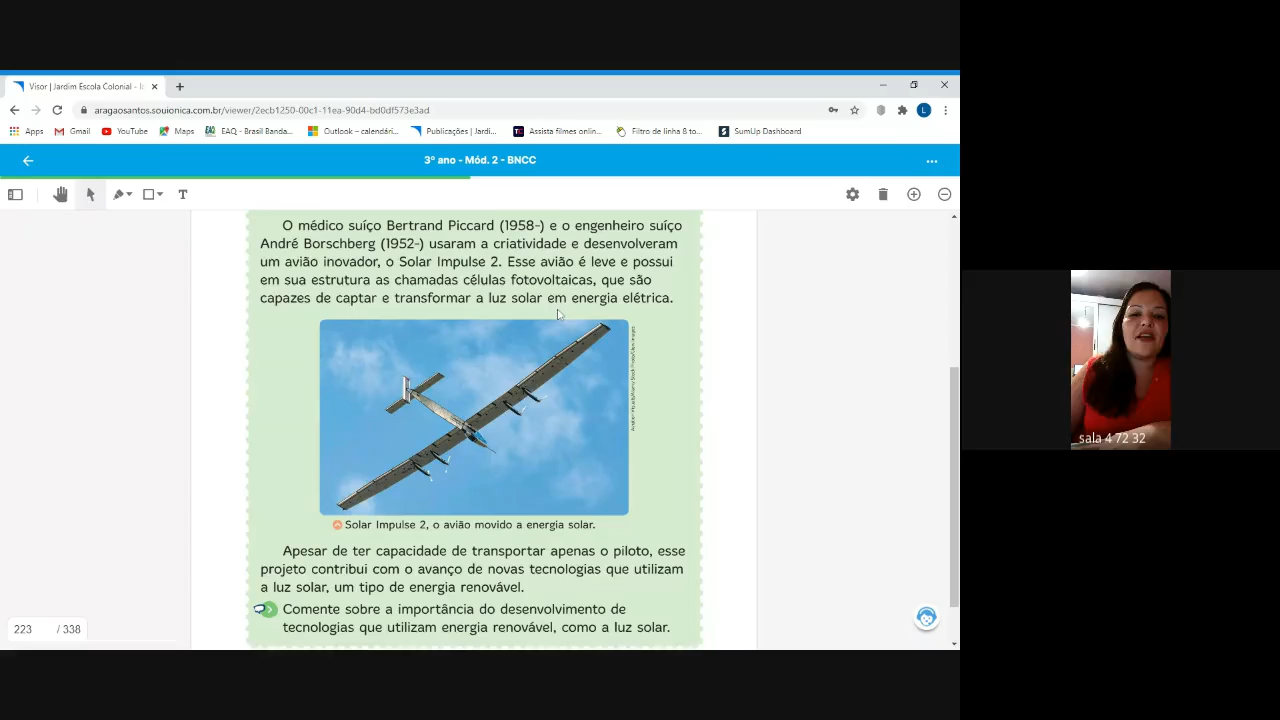 Visor | Jardim Escola Colonial - I
aragaosantos.souionica.com.br/viewer/2ecb1250-00c1-11ea-90d4-bd0df573e3ad
Apps
Gmail
YouTube
Maps
EAQ - Brasil Banda...
Outlook – calendári...
Publicações | Jardi...
Assista filmes onlin...
Filtro de linha 8 to...
SumUp Dashboard
3º ano - Mód. 2 - BNCC
O médico suíço Bertrand Piccard (1958-) e o engenheiro suíço
André Borschberg (1952-) usaram a criatividade e desenvolveram
um avião inovador, o Solar Impulse 2. Esse avião é leve e possui
em sua estrutura as chamadas células fotovoltaicas, que são
capazes de captar e transformar a luz solar em energia elétrica.
Solar Impulse 2, o avião movido a energia solar.
Apesar de ter capacidade de transportar apenas o piloto, esse
projeto contribui com o avanço de novas tecnologias que utilizam
a luz solar, um tipo de energia renovável.
Comente sobre a importância do desenvolvimento de
tecnologias que utilizam energia renovável, como a luz solar.
223 / 338
sala 4 72 32